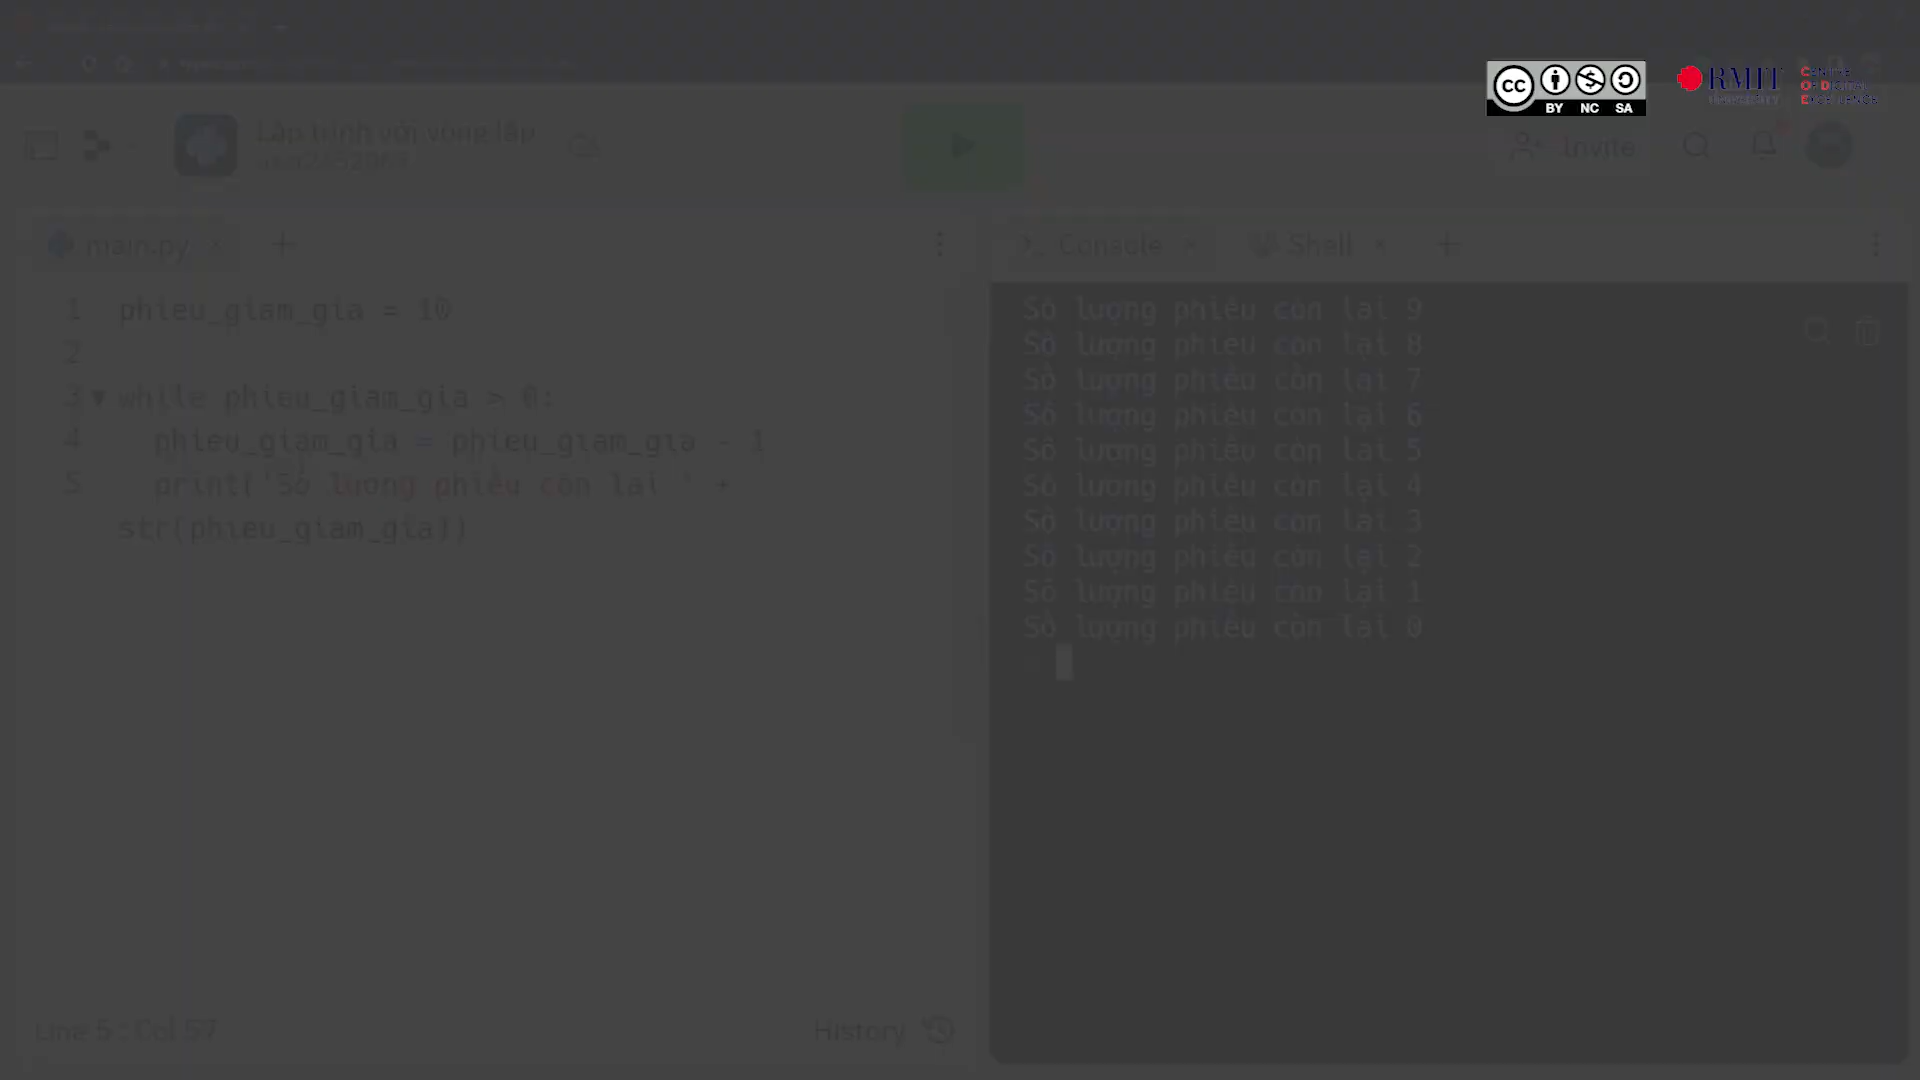 CC BY NC SA
RMIT UNIVERSITY
CENTRE OF DIGITAL EXCELLENCE
Lập trình với vòng lặp
Invite
main.py
Console
Shell
1 phieu_giam_gia = 10
2
3 while phieu_giam_gia > 0:
4 phieu_giam_gia = phieu_giam_gia - 1
5 print('Số lượng phiếu còn lại ' +
str(phieu_giam_gia))
Số lượng phiếu còn lại 9
Số lượng phiếu còn lại 8
Số lượng phiếu còn lại 7
Số lượng phiếu còn lại 6
Số lượng phiếu còn lại 5
Số lượng phiếu còn lại 4
Số lượng phiếu còn lại 3
Số lượng phiếu còn lại 2
Số lượng phiếu còn lại 1
Số lượng phiếu còn lại 0
Line 5 : Col 57
History